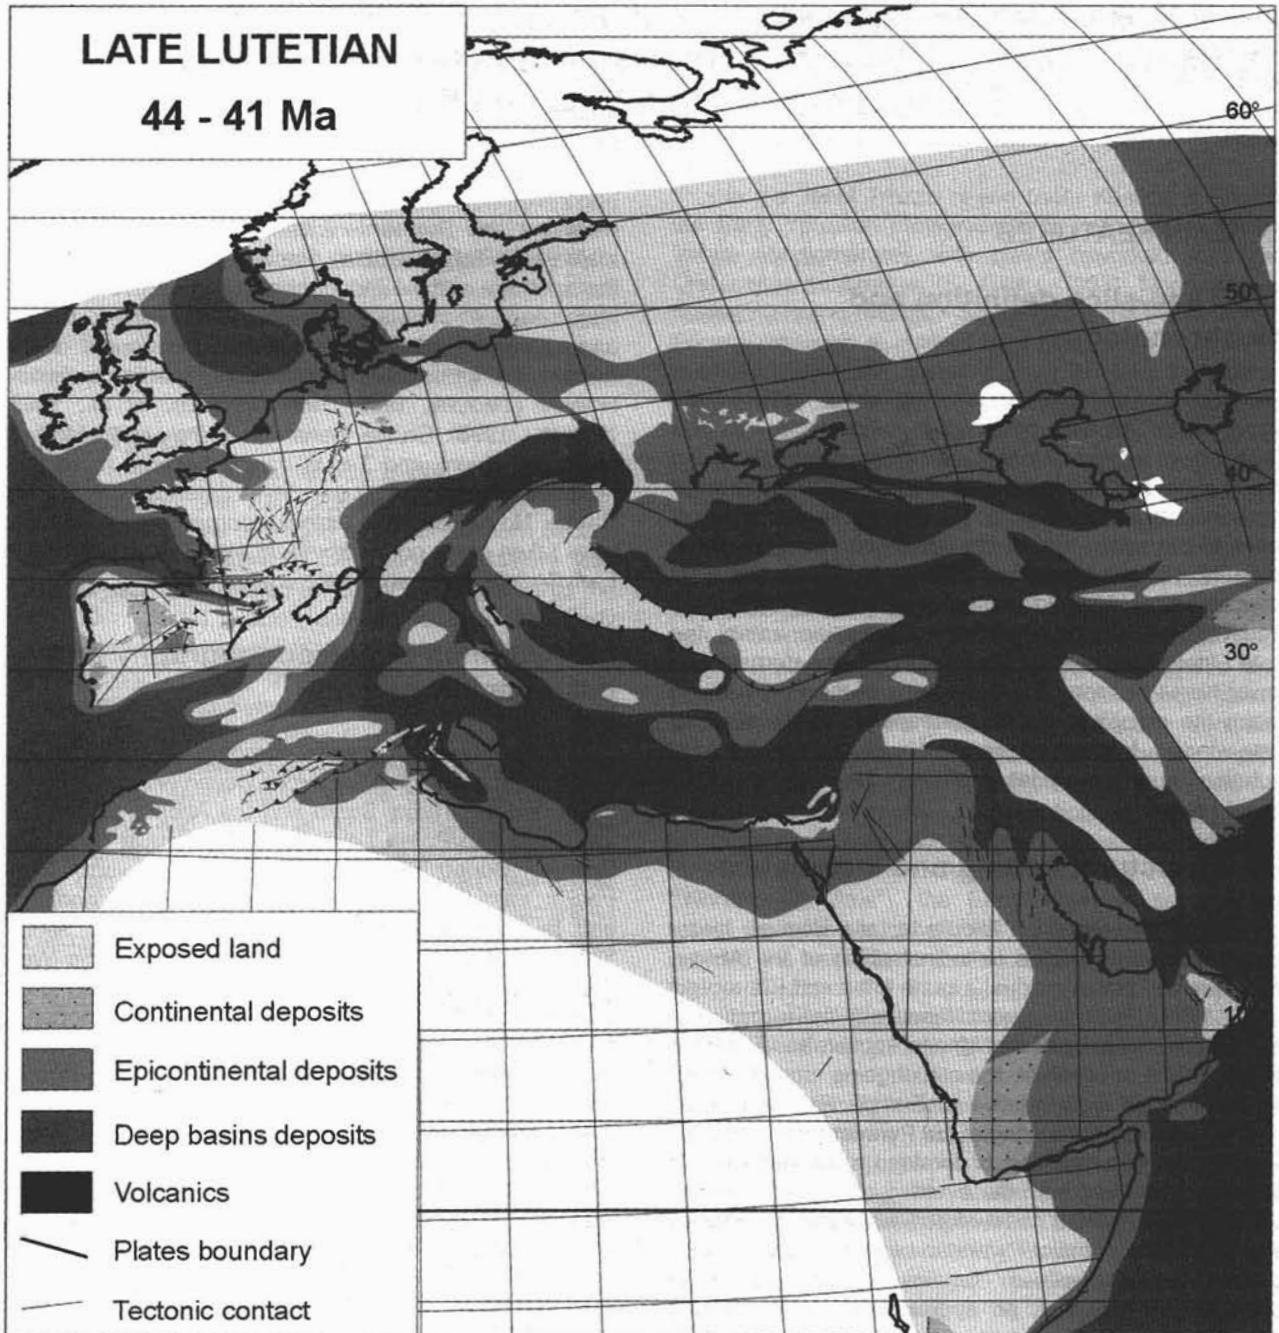 LATE LUTETIAN
44 - 41 Ma
60°
50°
40°
30°
Exposed land
Continental deposits
Epicontinental deposits
Deep basins deposits
Volcanics
Plates boundary
Tectonic contact